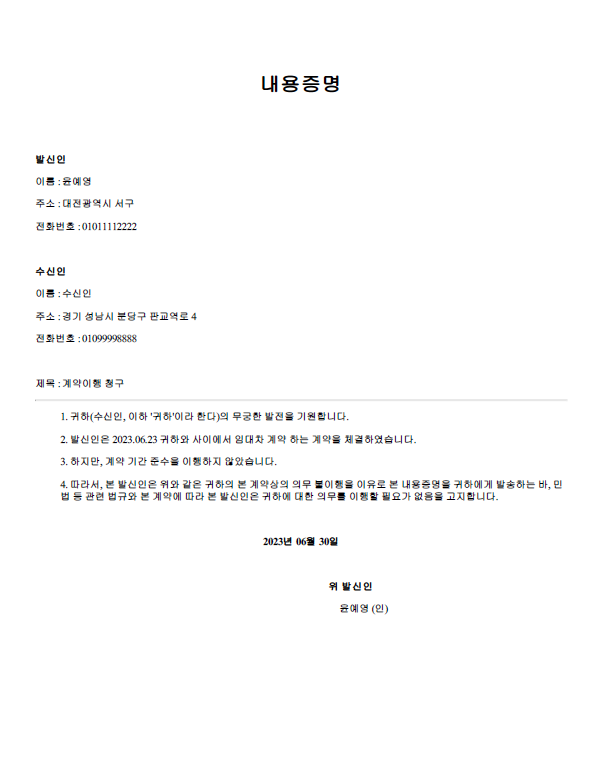 내용증명
발신인
이름 : 윤예영
주소 : 대전광역시 서구
전화번호 : 01011112222
수신인
이름 : 수신인
주소 : 경기 성남시 분당구 판교역로 4
전화번호 : 01099998888
제목 : 계약이행 청구
1. 귀하(수신인, 이하 '귀하'이라 한다)의 무궁한 발전을 기원합니다.
2. 발신인은 2023.06.23 귀하와 사이에서 임대차 계약 하는 계약을 체결하였습니다.
3. 하지만, 계약 기간 준수을 이행하지 않았습니다.
4. 따라서, 본 발신인은 위와 같은 귀하의 본 계약상의 의무 불이행을 이유로 본 내용증명을 귀하에게 발송하는 바, 민
법 등 관련 법규와 본 계약에 따라 본 발신인은 귀하에 대한 의무를 이행할 필요가 없음을 고지합니다.
2023년 06월 30일
위 발신인
윤예영 (인)